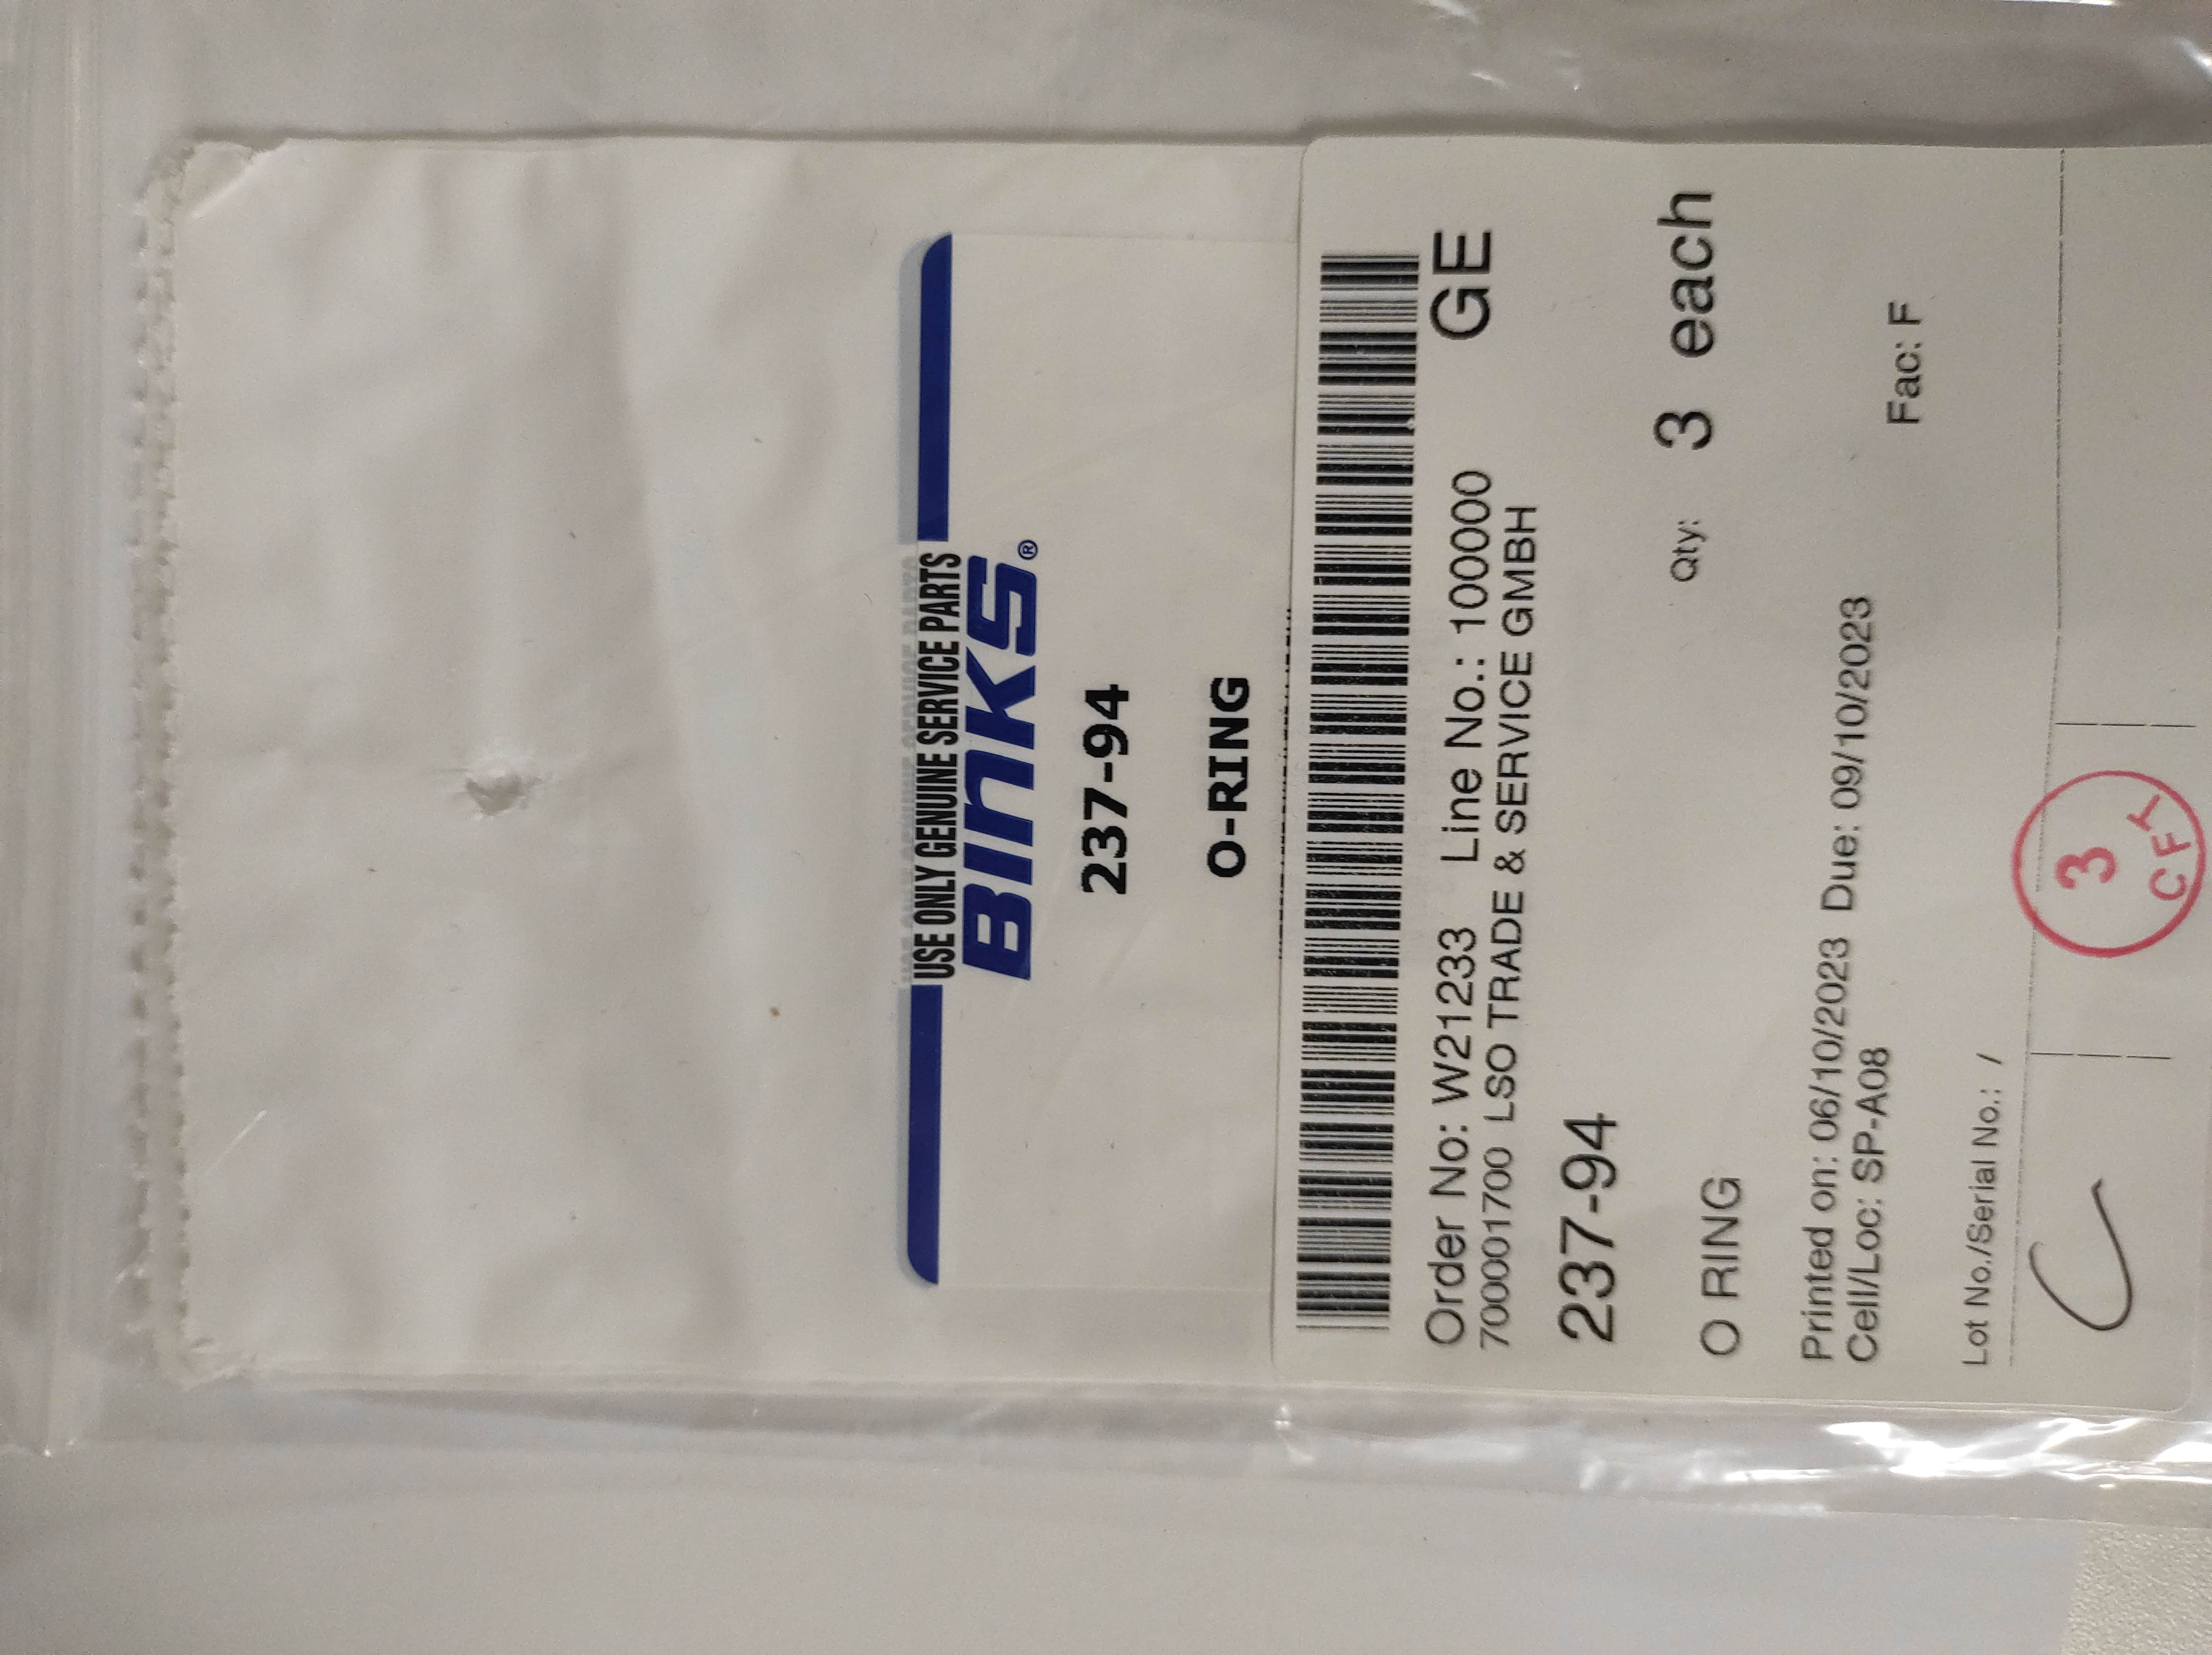 USE ONLY GENUINE SERVICE PARTS
BINKS®
237-94
O-RING
Order No: W21233 Line No.: 100000 GE
700001700 LSO TRADE & SERVICE GMBH
237-94
O RING Qty: 3 each
Printed on: 06/10/2023 Due: 09/10/2023
Cell/Loc: SP-A08 Fac: F
Lot No./Serial No.: /
3